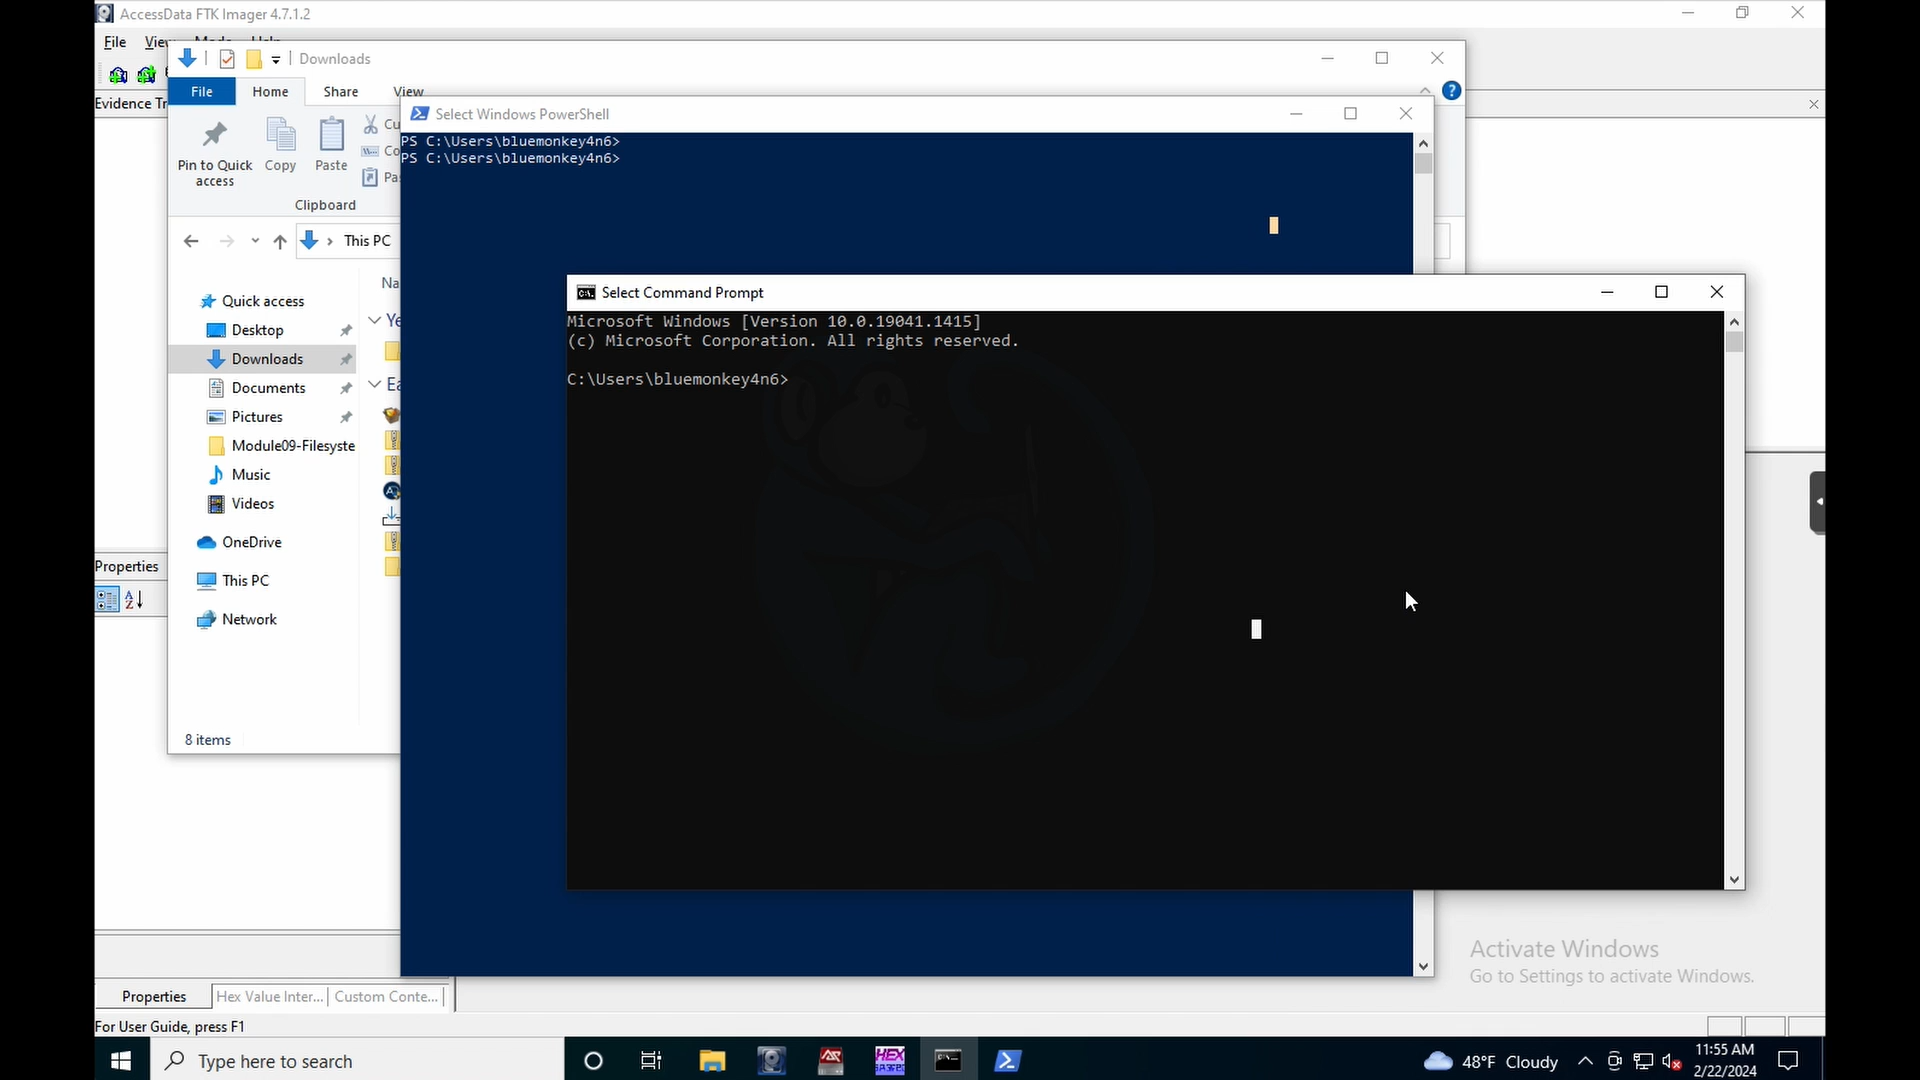 AccessData FTK Imager 4.7.1.2
File
Evidence Tr
Downloads
File Home Share View
Pin to Quick access
Copy
Paste
Clipboard
This PC
Quick access
Desktop
Downloads
Documents
Pictures
Module09-Filesyste
Music
Videos
OneDrive
This PC
Network
8 items
Select Windows PowerShell
PS C:\Users\bluemonkey4n6>
PS C:\Users\bluemonkey4n6>
Select Command Prompt
Microsoft Windows [Version 10.0.19041.1415]
(c) Microsoft Corporation. All rights reserved.
C:\Users\bluemonkey4n6>
Properties
Properties
Hex Value Inter...
Custom Conte...
For User Guide, press F1
Activate Windows
Go to Settings to activate Windows.
Type here to search
HEX
48°F Cloudy
11:55 AM
2/22/2024